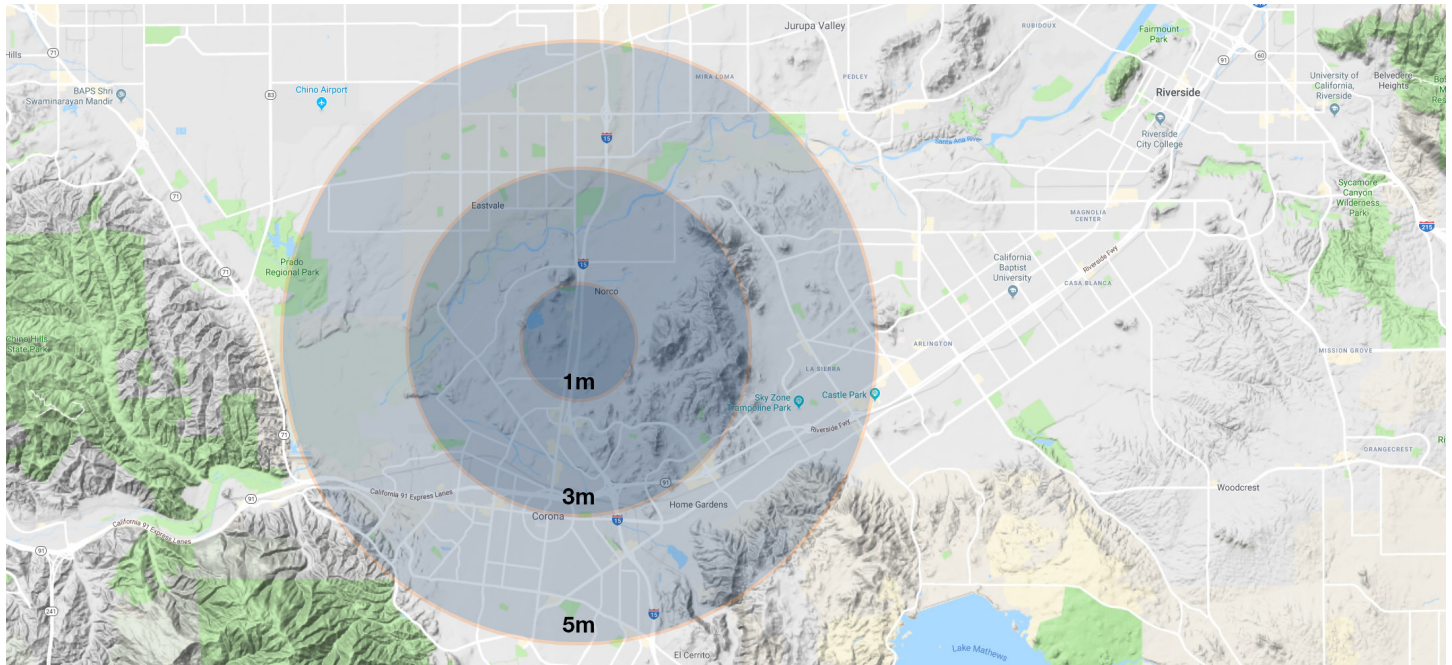 Hills
71
BAPS Shri
Swaminarayan Mandir
83
Chino Airport
15
Jurupa Valley
MIRA LOMA
PEDLEY
RUBIDOUX
Fairmount
Park
60
91
Riverside
University of
California,
Riverside
Belvedere
Heights
Riverside
City College
Santa Ana River
71
Eastvale
Sycamore
Canyon
Wilderness
Park
215
MAGNOLIA
CENTER
Prado
Regional Park
71
15
Norco
California
Baptist
University
Riverside Fwy
CASA BLANCA
Chino Hills
State Park
1m
LA SIERRA
ARLINGTON
MISSION GROVE
Sky Zone
Trampoline Park
Castle Park
Riverside Fwy
71
ORANGECREST
California 91 Express Lanes
91
3m
91
Home Gardens
Woodcrest
Corona
15
California 91 Express Lanes
91
241
15
5m
El Cerrito
Lake Mathews